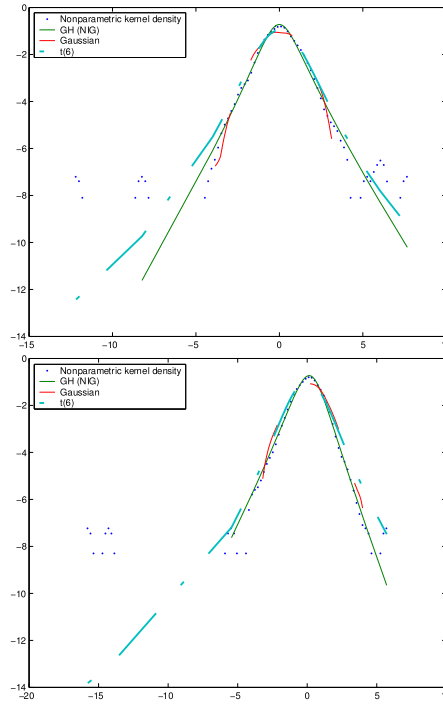 0
Nonparametric kernel density
GH (NIG)
Gaussian
t(6)
−2
−4
−6
−8
−10
−12
−14
−15 −10 −5 0 5 10
0
Nonparametric kernel density
GH (NIG)
Gaussian
t(6)
−2
−4
−6
−8
−10
−12
−14
−20 −15 −10 −5 0 5